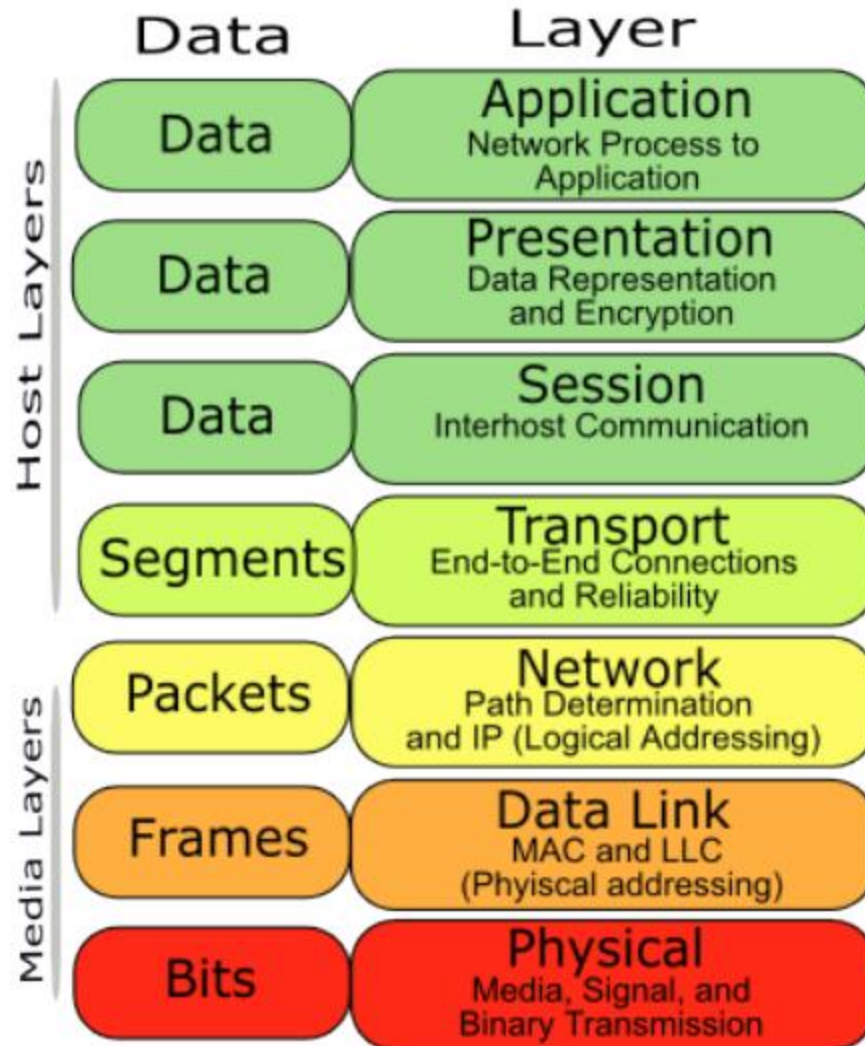 Data Layer
Host Layers
Data
Application
Network Process to
Application
Data
Presentation
Data Representation
and Encryption
Data
Session
Interhost Communication
Segments
Transport
End-to-End Connections
and Reliability
Media Layers
Packets
Network
Path Determination
and IP (Logical Addressing)
Frames
Data Link
MAC and LLC
(Phyiscal addressing)
Bits
Physical
Media, Signal, and
Binary Transmission